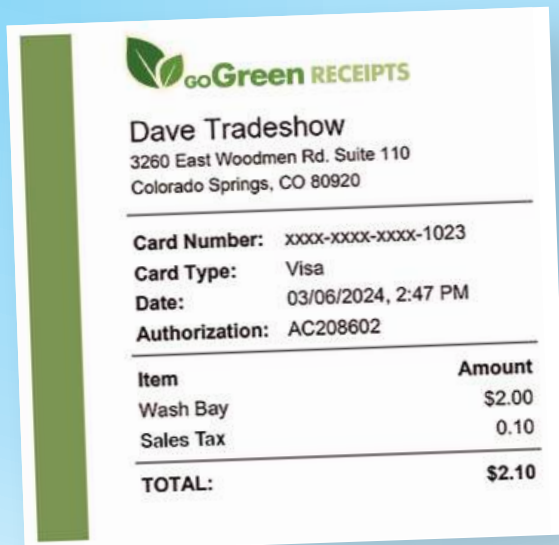 GoGreen RECEIPTS
Dave Tradeshow
3260 East Woodmen Rd. Suite 110
Colorado Springs, CO 80920
Card Number: xxxx-xxxx-xxxx-1023
Card Type: Visa
Date: 03/06/2024, 2:47 PM
Authorization: AC208602
Item Amount
Wash Bay $2.00
Sales Tax 0.10
TOTAL: $2.10